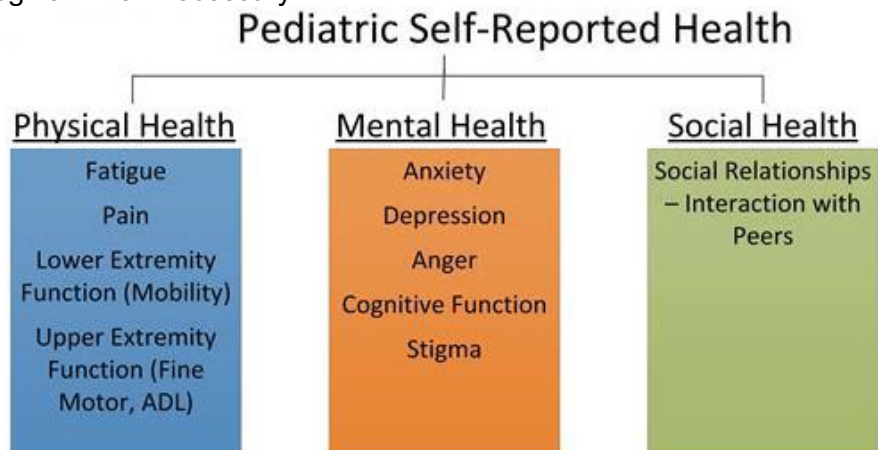 Pediatric Self-Reported Health
Physical Health
Fatigue
Pain
Lower Extremity
Function (Mobility)
Upper Extremity
Function (Fine
Motor, ADL)
Mental Health
Anxiety
Depression
Anger
Cognitive Function
Stigma
Social Health
Social Relationships
– Interaction with
Peers